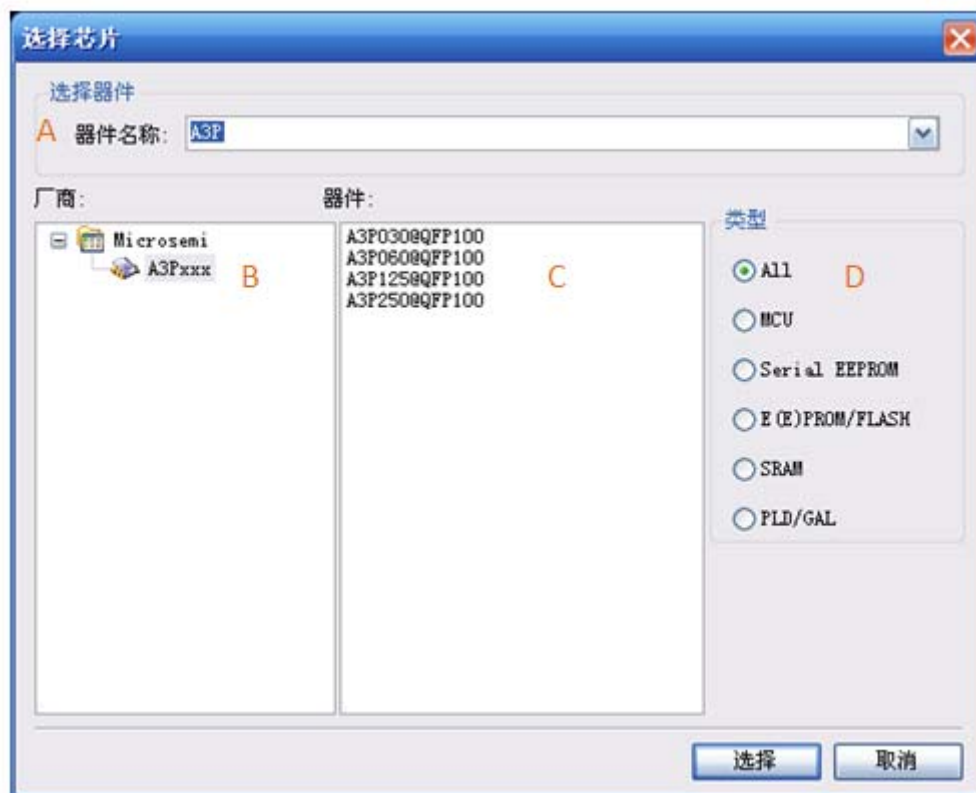 选择芯片
选择器件
A 器件名称: A3P
厂商: 器件:
Microsemi
A3Pxxx
B
A3P030@QFP100
A3P060@QFP100
A3P125@QFP100
A3P250@QFP100
C
类型
All
D
MCU
Serial EEPROM
E(E)PROM/FLASH
SRAM
PLD/GAL
选择 取消